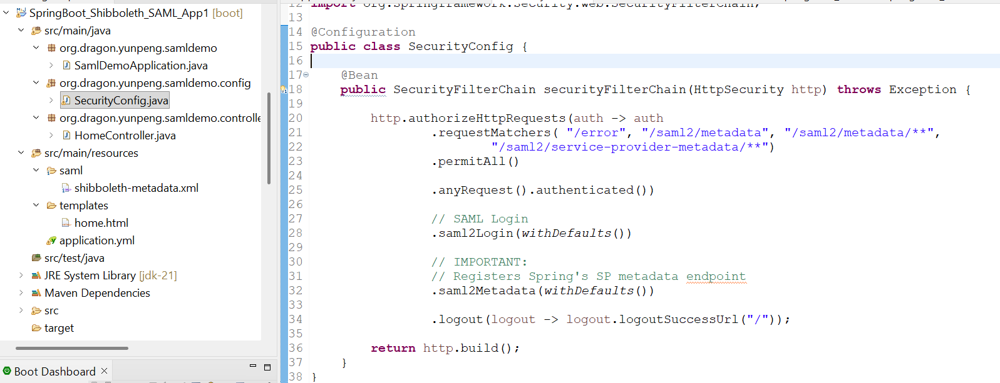 SpringBoot_Shibboleth_SAML_App1 [boot]
src/main/java
org.dragon.yunpeng.samldemo
SamlDemoApplication.java
org.dragon.yunpeng.samldemo.config
SecurityConfig.java
org.dragon.yunpeng.samldemo.controlle
HomeController.java
src/main/resources
saml
shibboleth-metadata.xml
templates
home.html
application.yml
src/test/java
JRE System Library [jdk-21]
Maven Dependencies
src
target
Boot Dashboard
12 import org.springframework.security.web.SecurityFilterChain;
13
14 @Configuration
15 public class SecurityConfig {
16
17 @Bean
18 public SecurityFilterChain securityFilterChain(HttpSecurity http) throws Exception {
19
20 http.authorizeHttpRequests(auth -> auth
21 .requestMatchers( "/error", "/saml2/metadata", "/saml2/metadata/**",
22 "/saml2/service-provider-metadata/**")
23 .permitAll()
24
25 .anyRequest().authenticated())
26
27 // SAML Login
28 .saml2Login(withDefaults())
29
30 // IMPORTANT:
31 // Registers Spring's SP metadata endpoint
32 .saml2Metadata(withDefaults())
33
34 .logout(logout -> logout.logoutSuccessUrl("/"));
35
36 return http.build();
37 }
38 }